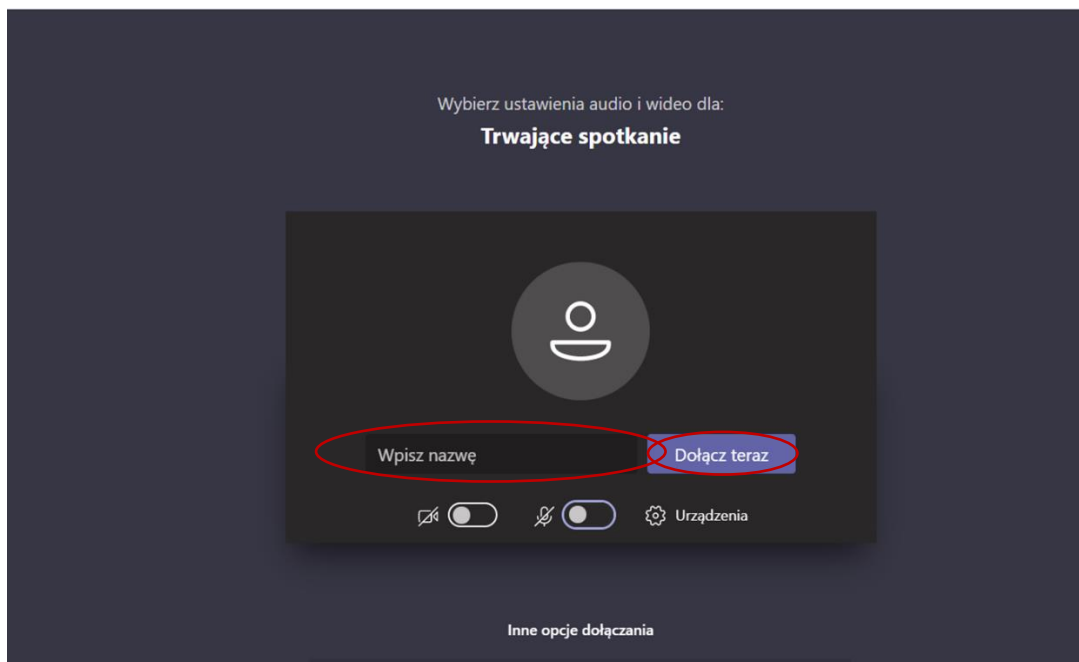 Wybierz ustawienia audio i wideo dla:
Trwające spotkanie
Wpisz nazwę
Dołącz teraz
Urządzenia
Inne opcje dołączania